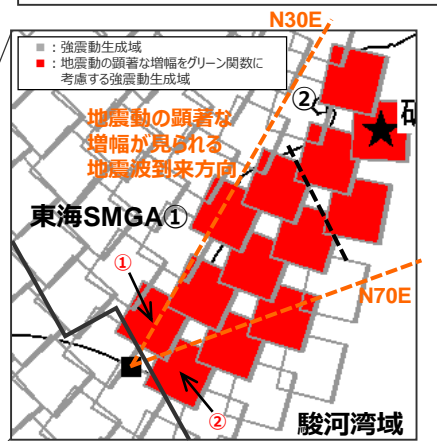 N30E
：強震動生成域
：地震動の顕著な増幅をグリーン関数に
考慮する強震動生成域
②
地震動の顕著な
増幅が見られる
地震波到来方向
東海SMGA①
①
N70E
②
駿河湾域